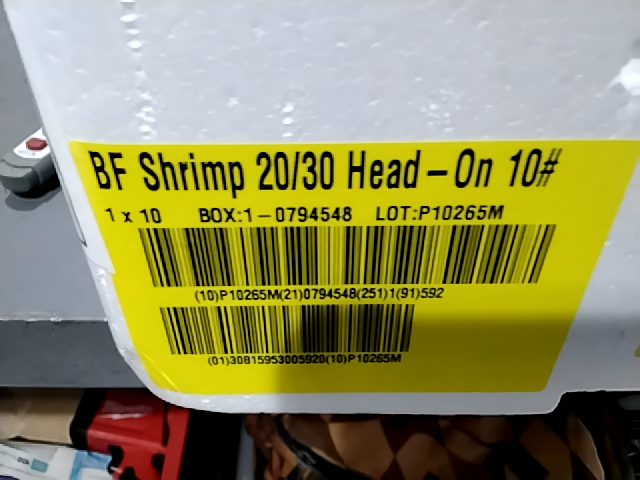 BF Shrimp 20/30 Head-On 10#
1 x 10 BOX:1-0794548 LOT:P10265M
(10)P10265M(21)0794548(251)1(91)592
(01)30815953005920(10)P10265M